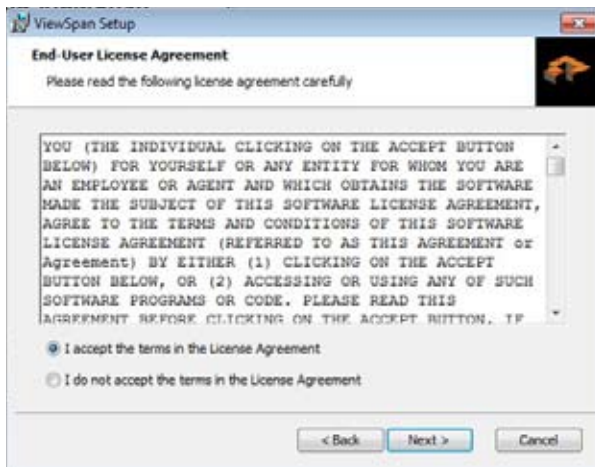 ViewSpan Setup
End-User License Agreement
Please read the following license agreement carefully
YOU (THE INDIVIDUAL CLICKING ON THE ACCEPT BUTTON
BELOW) FOR YOURSELF OR ANY ENTITY FOR WHOM YOU ARE
AN EMPLOYEE OR AGENT AND WHICH OBTAINS THE SOFTWARE
MADE THE SUBJECT OF THIS SOFTWARE LICENSE AGREEMENT,
AGREE TO THE TERMS AND CONDITIONS OF THIS SOFTWARE
LICENSE AGREEMENT (REFERRED TO AS THIS AGREEMENT or
Agreement) BY EITHER (1) CLICKING ON THE ACCEPT
BUTTON BELOW, OR (2) ACCESSING OR USING ANY OF SUCH
SOFTWARE PROGRAMS OR CODE. PLEASE READ THIS
AGREEMENT BEFORE CLICKING ON THE ACCEPT BUTTON. IF
I accept the terms in the License Agreement
I do not accept the terms in the License Agreement
< Back Next > Cancel